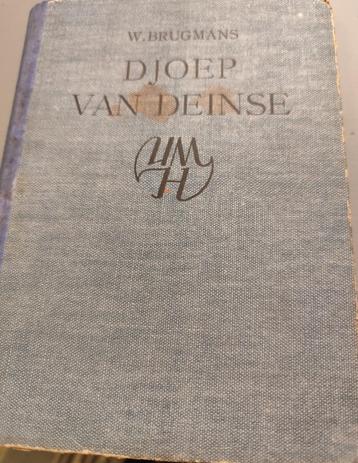 W. BRUGMANS
DJOEP
VAN DEINSE